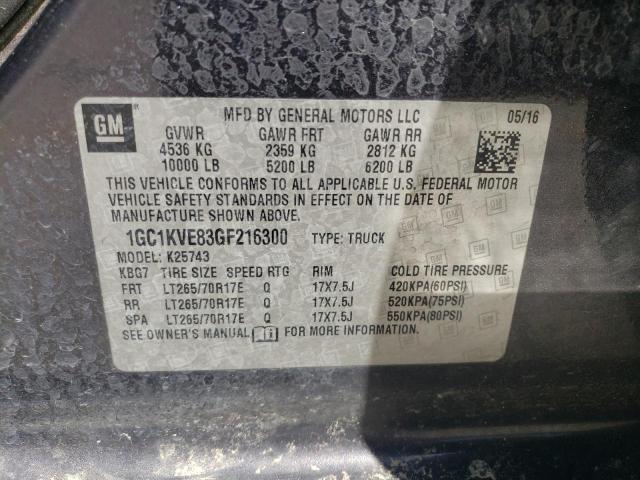 GM
MFD BY GENERAL MOTORS LLC 05/16
GVWR GAWR FRT GAWR RR
4536 KG 2359 KG 2812 KG
10000 LB 5200 LB 6200 LB
THIS VEHICLE CONFORMS TO ALL APPLICABLE U.S. FEDERAL MOTOR
VEHICLE SAFETY STANDARDS IN EFFECT ON THE DATE OF
MANUFACTURE SHOWN ABOVE.
1GC1KVE83GF216300 TYPE: TRUCK
MODEL: K25743
KBG7 TIRE SIZE SPEED RTG RIM COLD TIRE PRESSURE
FRT LT265/70R17E Q 17X7.5J 420KPA(60PSI)
RR LT265/70R17E Q 17X7.5J 520KPA(75PSI)
SPA LT265/70R17E Q 17X7.5J 550KPA(80PSI)
SEE OWNER'S MANUAL FOR MORE INFORMATION.